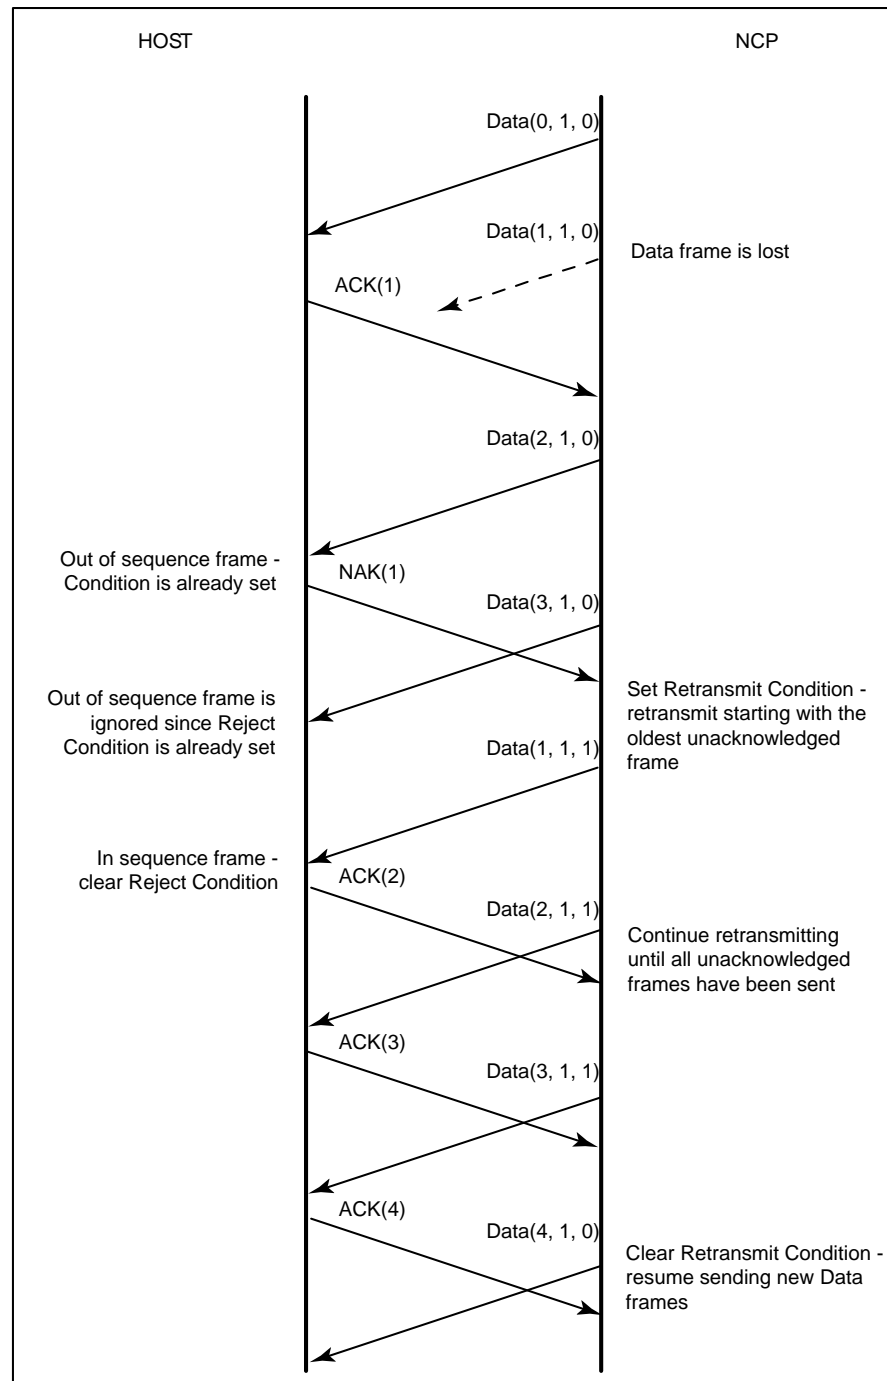 HOST
NCP
Data(0, 1, 0)
Data(1, 1, 0)
Data frame is lost
ACK(1)
Data(2, 1, 0)
Out of sequence frame -
Condition is already set
NAK(1)
Data(3, 1, 0)
Out of sequence frame is
ignored since Reject
Condition is already set
Set Retransmit Condition -
retransmit starting with the
oldest unacknowledged
frame
Data(1, 1, 1)
In sequence frame -
clear Reject Condition
ACK(2)
Data(2, 1, 1)
Continue retransmitting
until all unacknowledged
frames have been sent
ACK(3)
Data(3, 1, 1)
ACK(4)
Data(4, 1, 0)
Clear Retransmit Condition -
resume sending new Data
frames